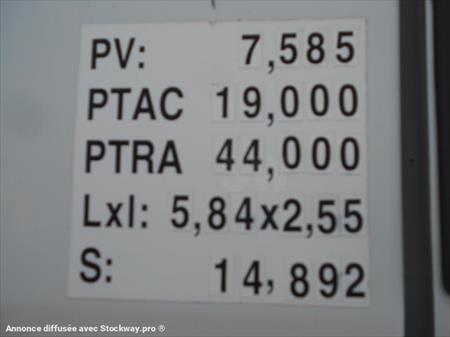 PV: 7,585
PTAC 19,000
PTRA 44,000
Lxl: 5,84x2,55
S: 14,892
Annonce diffusée avec Stockway.pro ®